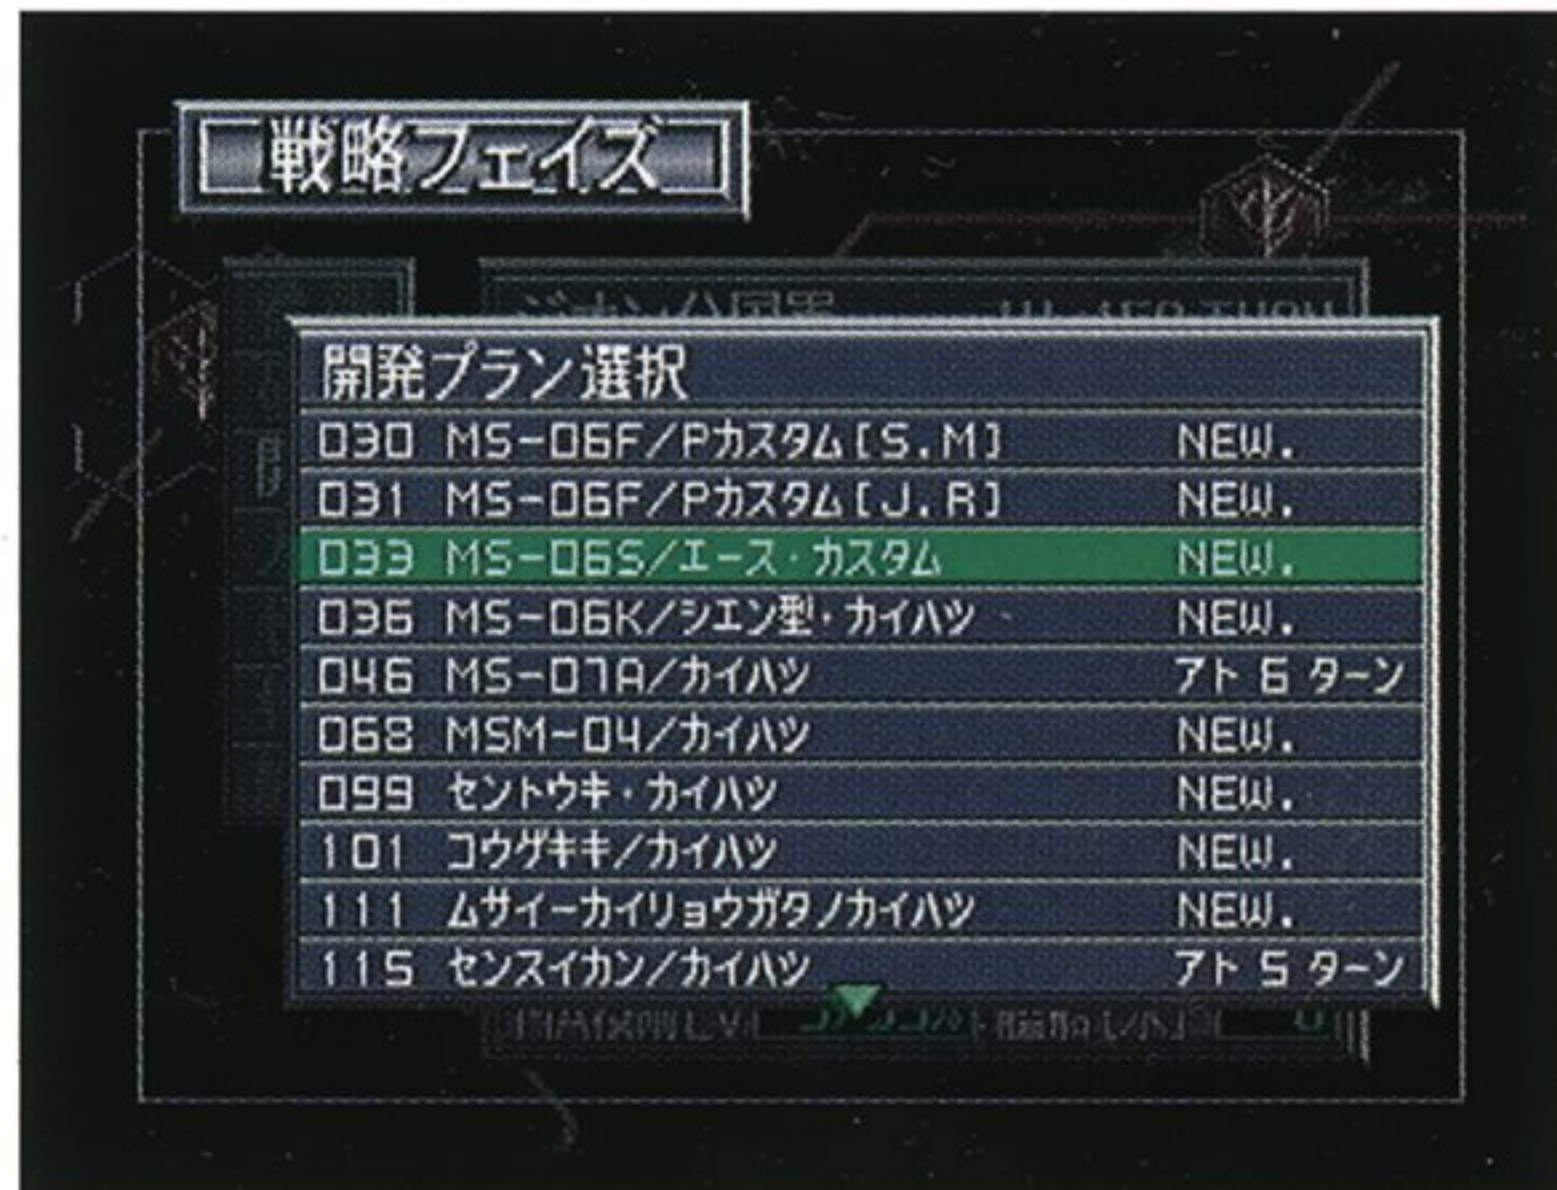 戦略フェイズ
開発プラン選択
030 MS-06F/Pカスタム[S.M] NEW.
031 MS-06F/Pカスタム[J.R] NEW.
033 MS-06S/エース・カスタム NEW.
036 MS-06K/シエン型・カイハツ NEW.
046 MS-07A/カイハツ アト 6 ターン
068 MSM-04/カイハツ NEW.
099 セントウキ・カイハツ NEW.
101 コウゲキキ/カイハツ NEW.
111 ムサイーカイリョウガタノカイハツ NEW.
115 センスイカン/カイハツ アト 5 ターン